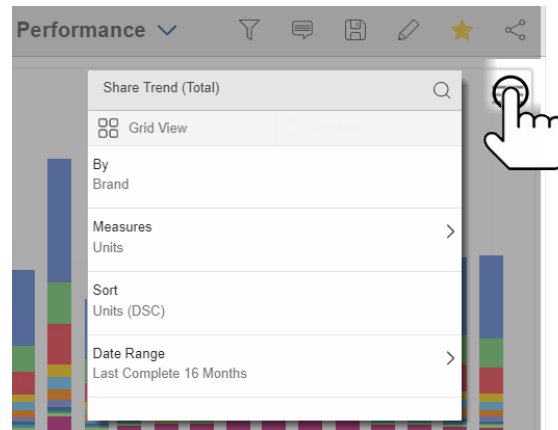 Performance
Share Trend (Total)
Grid View
By
Brand
Measures
Units
Sort
Units (DSC)
Date Range
Last Complete 16 Months